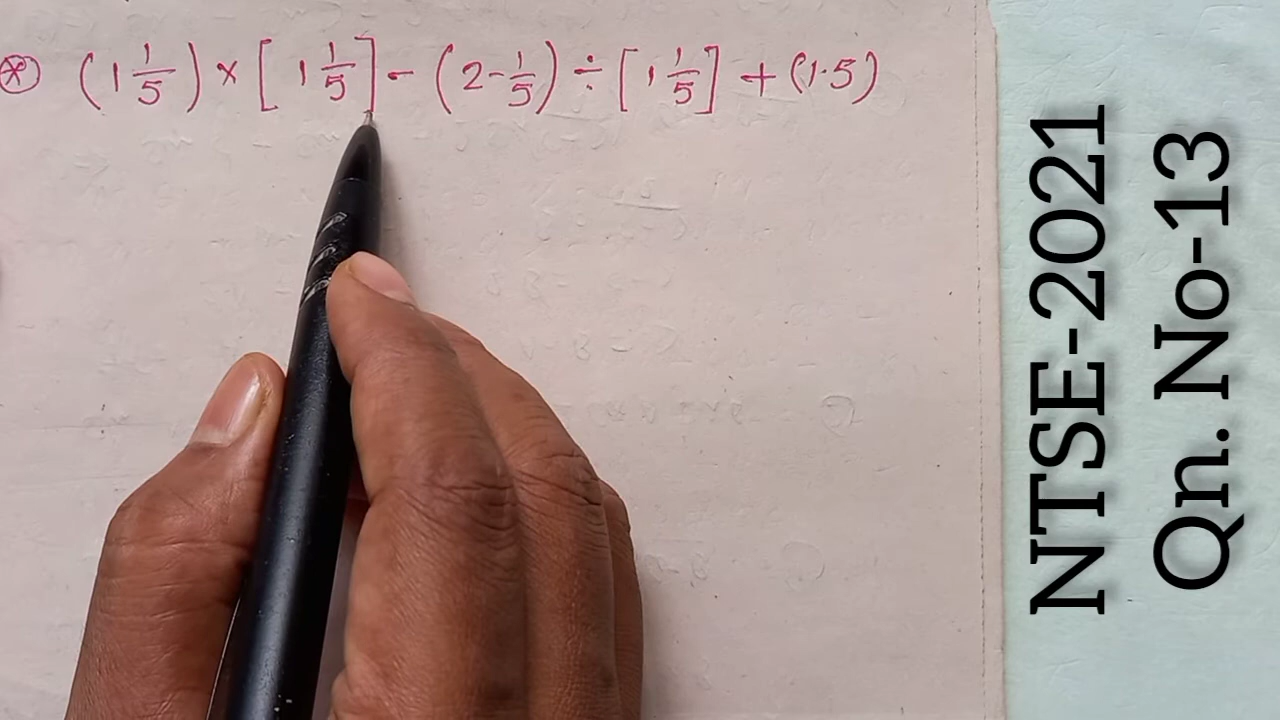 ⊛ (1 1/5) × [1 1/5] - (2 - 1/5) ÷ [1 1/5] + (1.5)
NTSE-2021
Qn. No-13